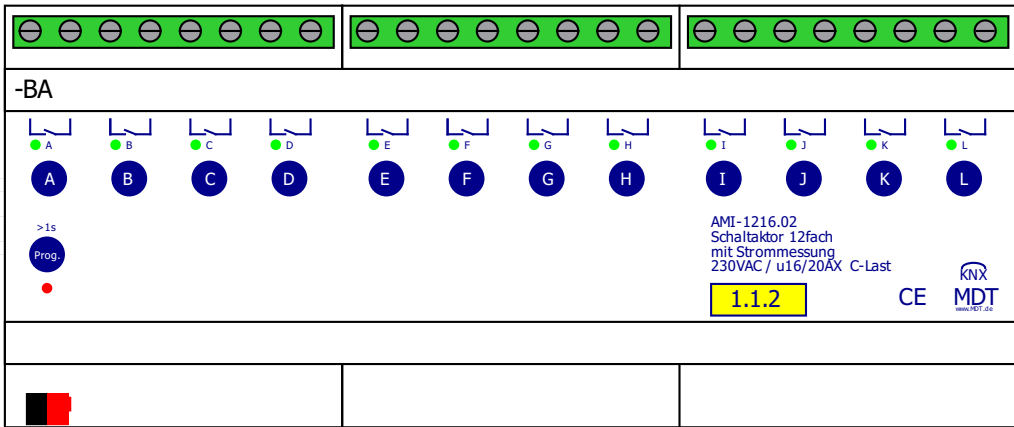 -BA
A B C D E F G H I J K L
A B C D E F G H I J K L
>1s
Prog.
AMI-1216.02
Schaltaktor 12fach
mit Strommessung
230VAC / u16/20AX C-Last
1.1.2
CE
KNX
MDT
www.MDT.de